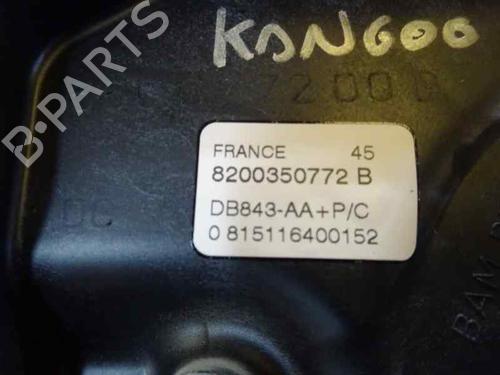 KANGOO
B-PARTS
FRANCE 45
8200350772 B
DB843-AA+P/C
0 815116400152